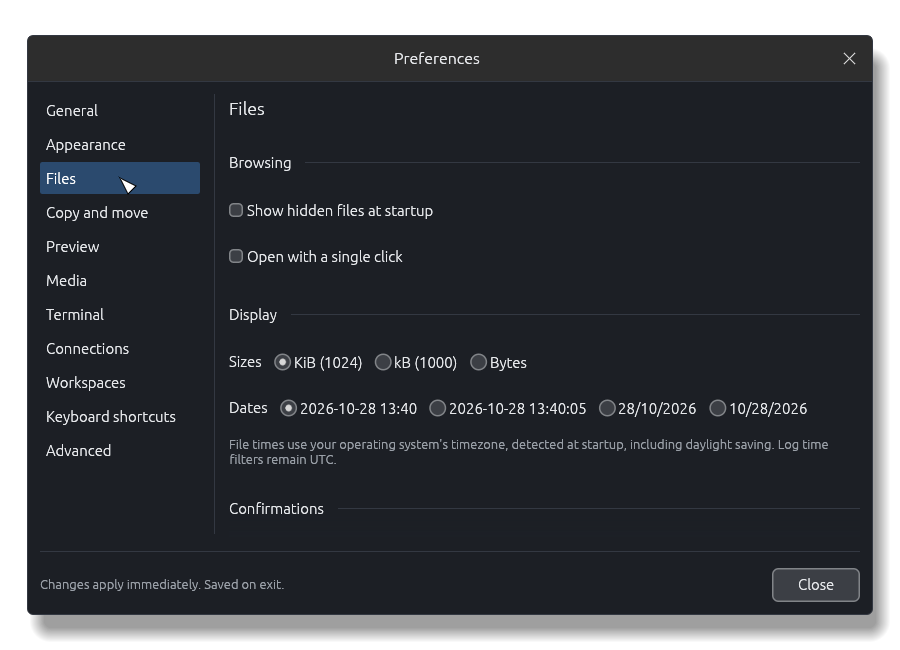 Preferences
General
Appearance
Files
Copy and move
Preview
Media
Terminal
Connections
Workspaces
Keyboard shortcuts
Advanced
Files
Browsing
Show hidden files at startup
Open with a single click
Display
Sizes KiB (1024) kB (1000) Bytes
Dates 2026-10-28 13:40 2026-10-28 13:40:05 28/10/2026 10/28/2026
File times use your operating system's timezone, detected at startup, including daylight saving. Log time
filters remain UTC.
Confirmations
Changes apply immediately. Saved on exit.
Close